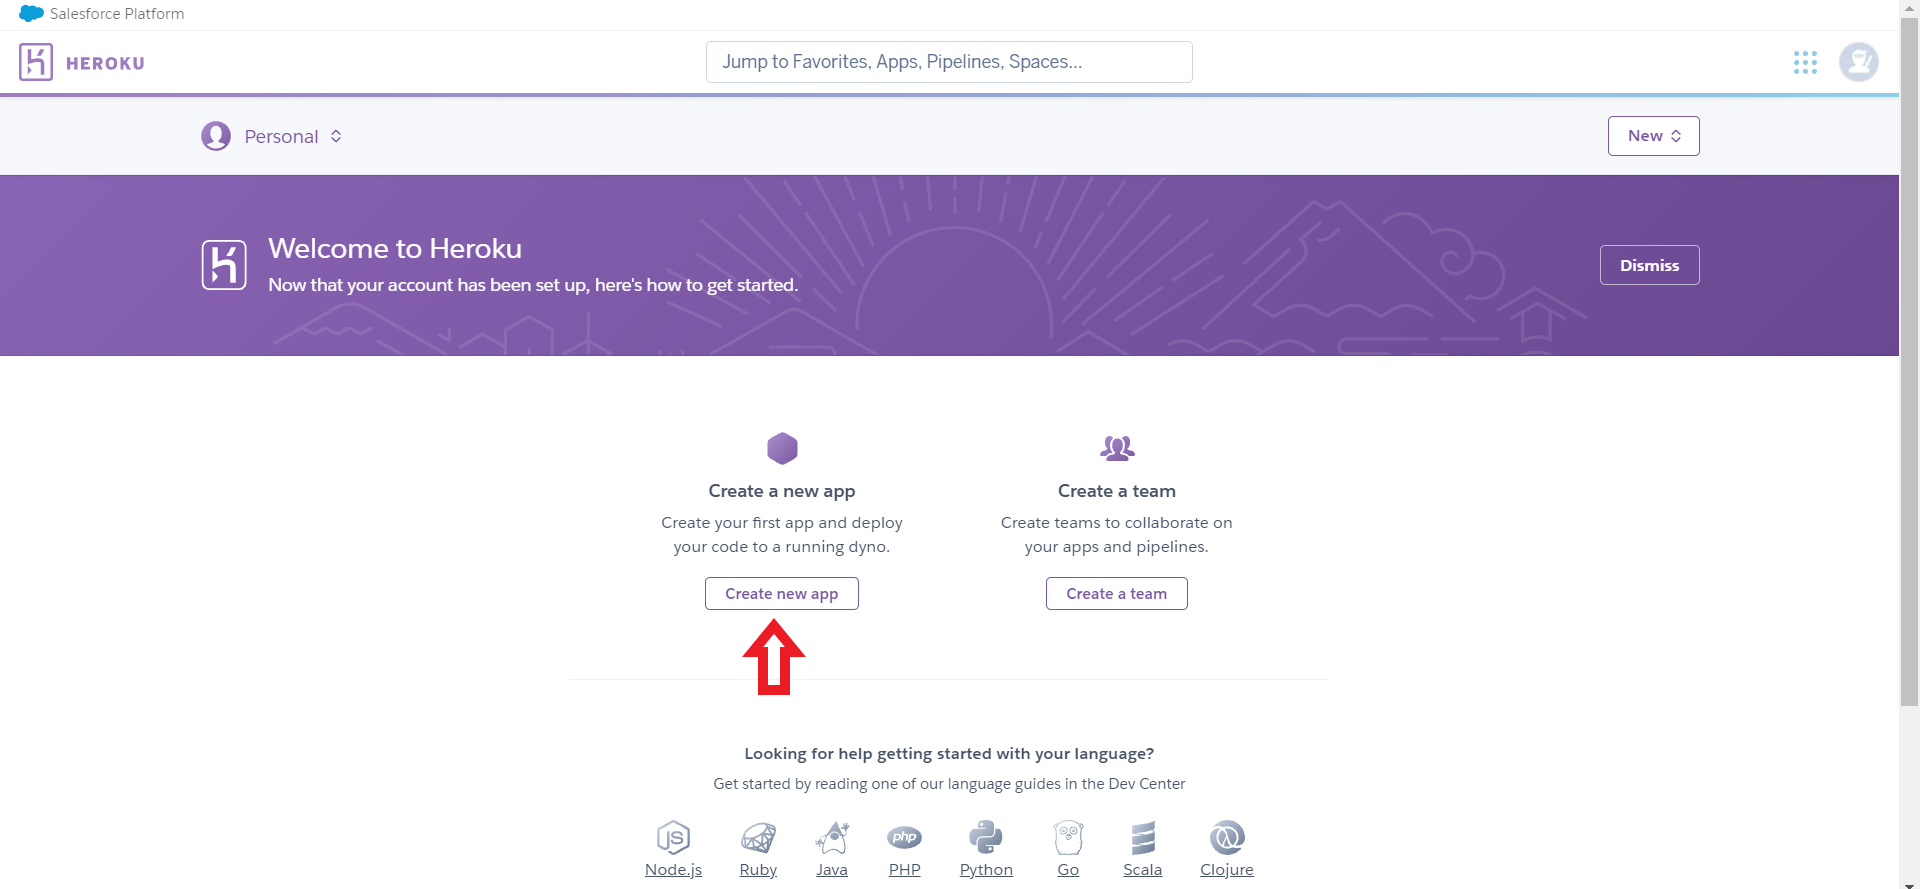 Salesforce Platform
HEROKU
Jump to Favorites, Apps, Pipelines, Spaces...
Personal
New
Welcome to Heroku
Now that your account has been set up, here's how to get started.
Dismiss
Create a new app
Create your first app and deploy
your code to a running dyno.
Create new app
Create a team
Create teams to collaborate on
your apps and pipelines.
Create a team
Looking for help getting started with your language?
Get started by reading one of our language guides in the Dev Center
JS
php
Node.js Ruby Java PHP Python Go Scala Clojure